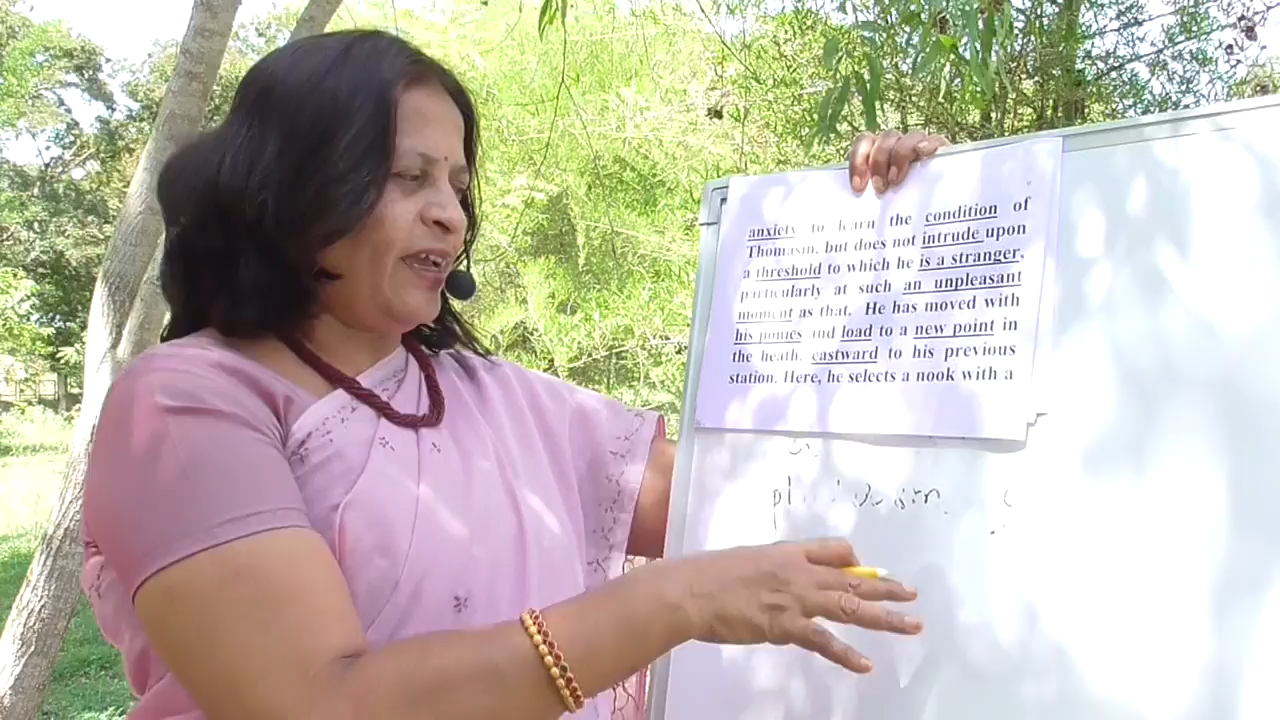 anxiety to learn the condition of
Thomasin, but does not intrude upon
a threshold to which he is a stranger,
particularly at such an unpleasant
moment as that. He has moved with
his ponies and load to a new point in
the heath, eastward to his previous
station. Here, he selects a nook with a